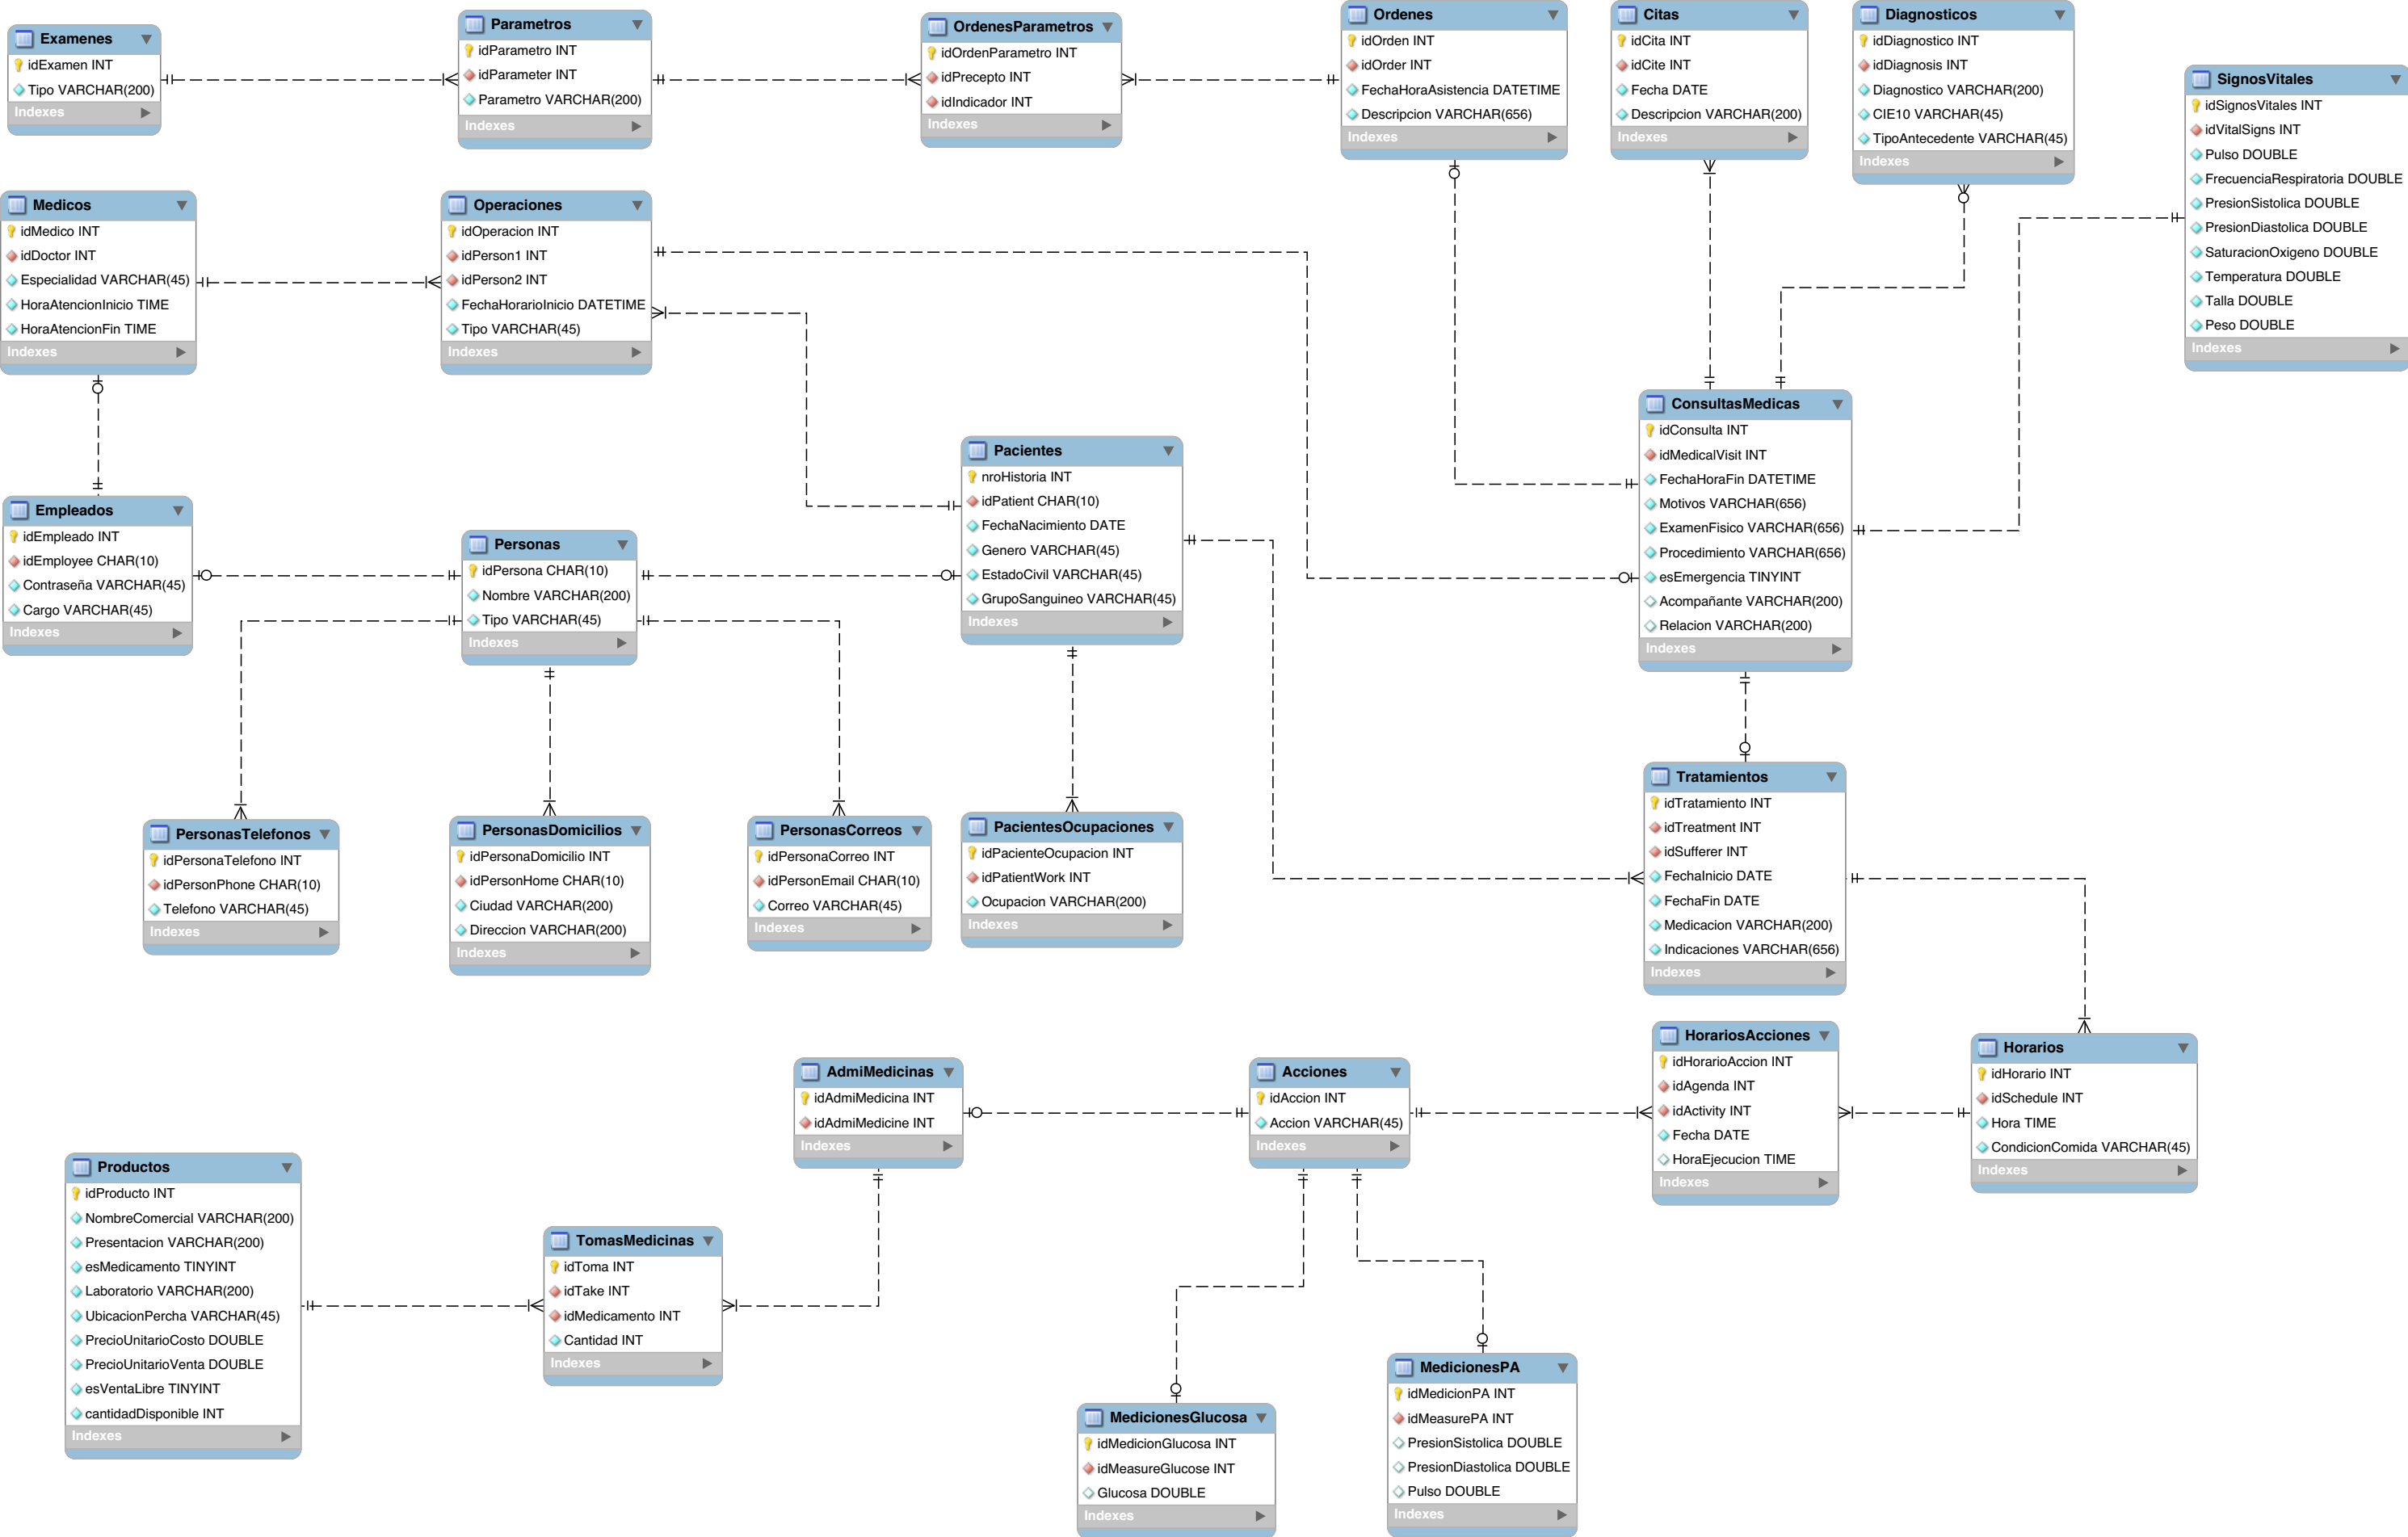 Examenes
idExamen INT
Tipo VARCHAR(200)
Indexes
Parametros
idParametro INT
idParameter INT
Parametro VARCHAR(200)
Indexes
OrdenesParametros
idOrdenParametro INT
idPrecepto INT
idIndicador INT
Indexes
Ordenes
idOrden INT
idOrder INT
FechaHoraAsistencia DATETIME
Descripcion VARCHAR(656)
Indexes
Citas
idCita INT
idCite INT
Fecha DATE
Descripcion VARCHAR(200)
Indexes
Diagnosticos
idDiagnostico INT
idDiagnosis INT
Diagnostico VARCHAR(200)
CIE10 VARCHAR(45)
TipoAntecedente VARCHAR(45)
Indexes
SignosVitales
idSignosVitales INT
idVitalSigns INT
Pulso DOUBLE
FrecuenciaRespiratoria DOUBLE
PresionSistolica DOUBLE
PresionDiastolica DOUBLE
SaturacionOxigeno DOUBLE
Temperatura DOUBLE
Talla DOUBLE
Peso DOUBLE
Indexes
Medicos
idMedico INT
idDoctor INT
Especialidad VARCHAR(45)
HoraAtencionInicio TIME
HoraAtencionFin TIME
Indexes
Operaciones
idOperacion INT
idPerson1 INT
idPerson2 INT
FechaHorarioInicio DATETIME
Tipo VARCHAR(45)
Indexes
Empleados
idEmpleado INT
idEmployee CHAR(10)
Contraseña VARCHAR(45)
Cargo VARCHAR(45)
Indexes
Personas
idPersona CHAR(10)
Nombre VARCHAR(200)
Tipo VARCHAR(45)
Indexes
Pacientes
nroHistoria INT
idPatient CHAR(10)
FechaNacimiento DATE
Genero VARCHAR(45)
EstadoCivil VARCHAR(45)
GrupoSanguineo VARCHAR(45)
Indexes
ConsultasMedicas
idConsulta INT
idMedicalVisit INT
FechaHoraFin DATETIME
Motivos VARCHAR(656)
ExamenFisico VARCHAR(656)
Procedimiento VARCHAR(656)
esEmergencia TINYINT
Acompañante VARCHAR(200)
Relacion VARCHAR(200)
Indexes
PersonasTelefonos
idPersonaTelefono INT
idPersonPhone CHAR(10)
Telefono VARCHAR(45)
Indexes
PersonasDomicilios
idPersonaDomicilio INT
idPersonHome CHAR(10)
Ciudad VARCHAR(200)
Direccion VARCHAR(200)
Indexes
PersonasCorreos
idPersonaCorreo INT
idPersonEmail CHAR(10)
Correo VARCHAR(45)
Indexes
PacientesOcupaciones
idPacienteOcupacion INT
idPatientWork INT
Ocupacion VARCHAR(200)
Indexes
Tratamientos
idTratamiento INT
idTreatment INT
idSufferer INT
FechaInicio DATE
FechaFin DATE
Medicacion VARCHAR(200)
Indicaciones VARCHAR(656)
Indexes
AdmiMedicinas
idAdmiMedicina INT
idAdmiMedicine INT
Indexes
Acciones
idAccion INT
Accion VARCHAR(45)
Indexes
HorariosAcciones
idHorarioAccion INT
idAgenda INT
idActivity INT
Fecha DATE
HoraEjecucion TIME
Indexes
Horarios
idHorario INT
idSchedule INT
Hora TIME
CondicionComida VARCHAR(45)
Indexes
Productos
idProducto INT
NombreComercial VARCHAR(200)
Presentacion VARCHAR(200)
esMedicamento TINYINT
Laboratorio VARCHAR(200)
UbicacionPercha VARCHAR(45)
PrecioUnitarioCosto DOUBLE
PrecioUnitarioVenta DOUBLE
esVentaLibre TINYINT
cantidadDisponible INT
Indexes
TomasMedicinas
idToma INT
idTake INT
idMedicamento INT
Cantidad INT
Indexes
MedicionesGlucosa
idMedicionGlucosa INT
idMeasureGlucose INT
Glucosa DOUBLE
Indexes
MedicionesPA
idMedicionPA INT
idMeasurePA INT
PresionSistolica DOUBLE
PresionDiastolica DOUBLE
Pulso DOUBLE
Indexes